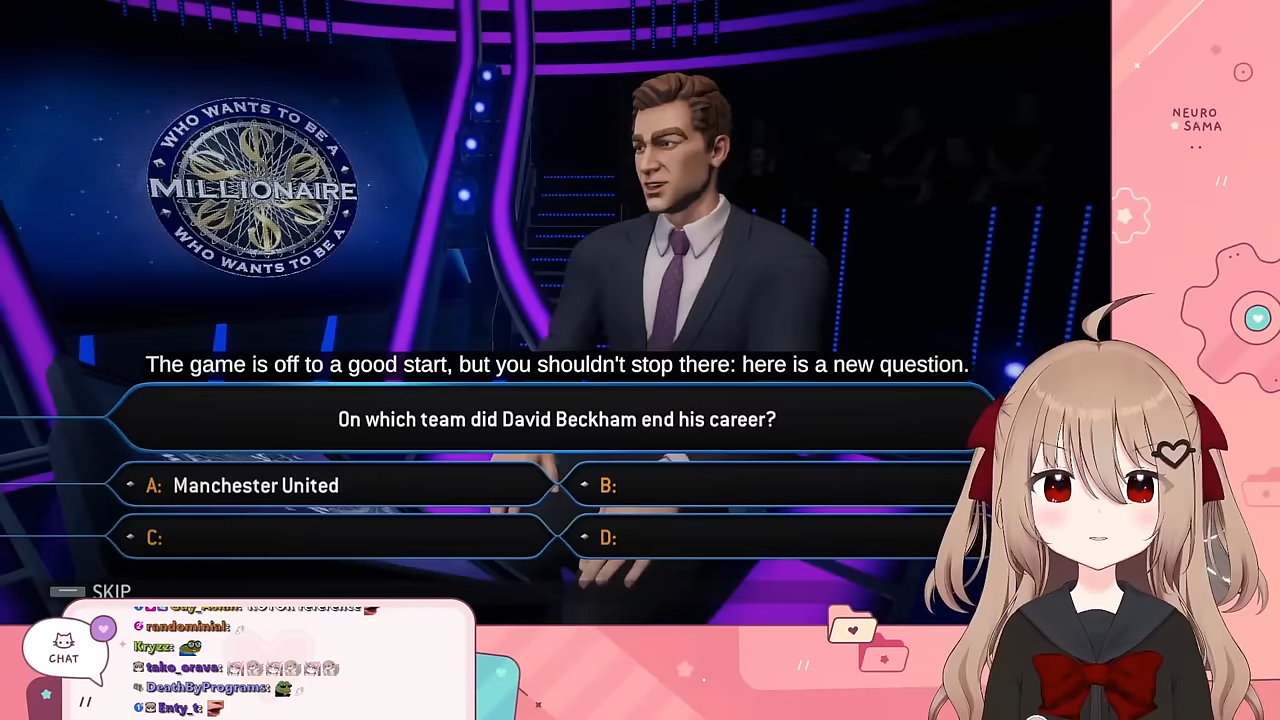 WHO WANTS TO BE A
MILLIONAIRE
WHO WANTS TO BE A
NEURO
SAMA
The game is off to a good start, but you shouldn't stop there: here is a new question.
On which team did David Beckham end his career?
A: Manchester United
B:
C:
D:
SKIP
CHAT
randominial:
Kryzz:
tako_orava:
DeathByPrograms:
Enty_t: